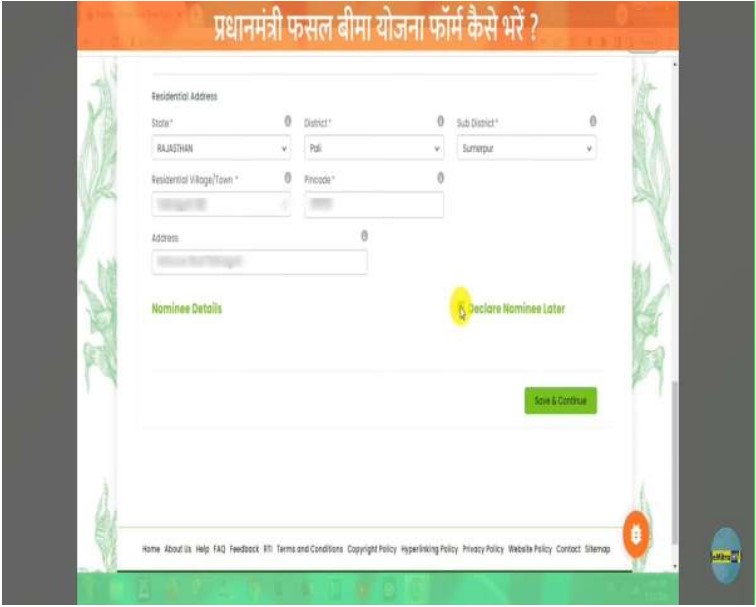 प्रधानमंत्री फसल बीमा योजना फॉर्म कैसे भरें ?
Residential Address
State * District * Sub District *
RAJASTHAN Pali Sumerpur
Residential Village/Town * Pincode *
Address
Nominee Details Declare Nominee Later
Save & Continue
Home About Us Help FAQ Feedback RTI Terms and Conditions Copyright Policy Hyperlinking Policy Privacy Policy Website Policy Contact Sitemap